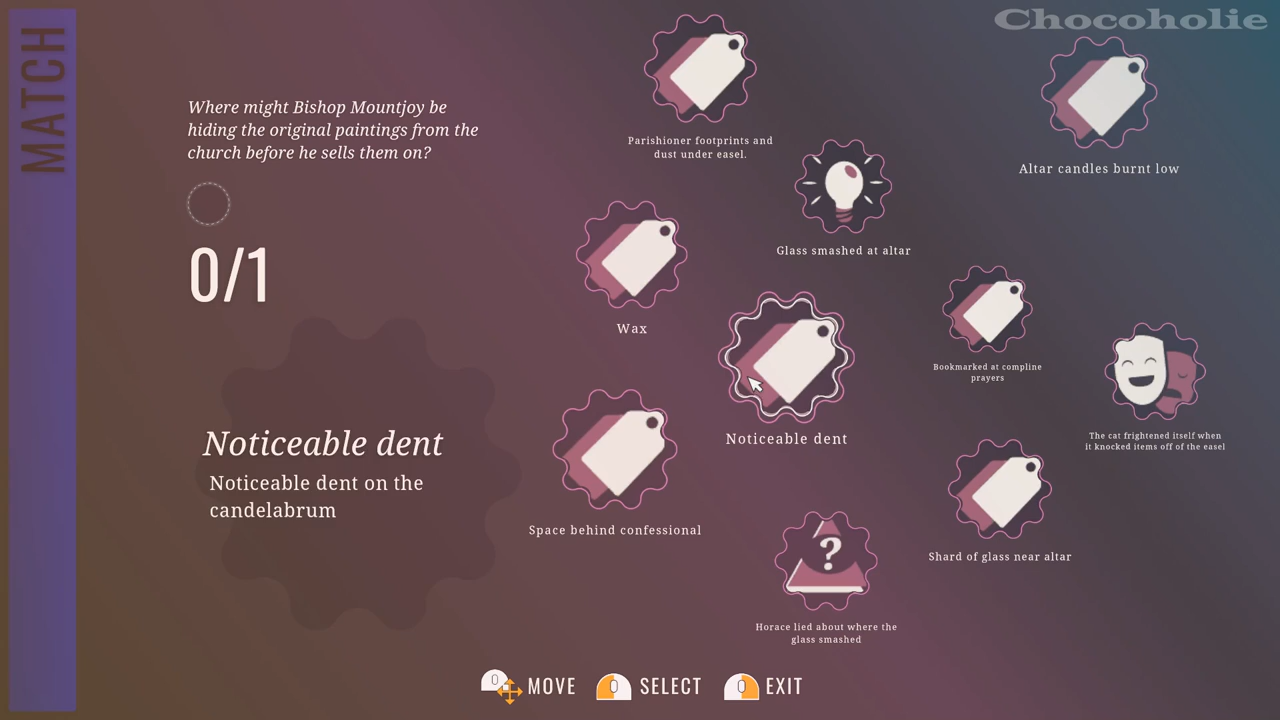 MATCH
Chocoholie
Where might Bishop Mountjoy be
hiding the original paintings from the
church before he sells them on?
0/1
Noticeable dent
Noticeable dent on the
candelabrum
Parishioner footprints and
dust under easel.
Altar candles burnt low
Glass smashed at altar
Wax
Bookmarked at compline
prayers
Noticeable dent
The cat frightened itself when
it knocked items off of the easel
Space behind confessional
Shard of glass near altar
?
Horace lied about where the
glass smashed
MOVE
SELECT
EXIT